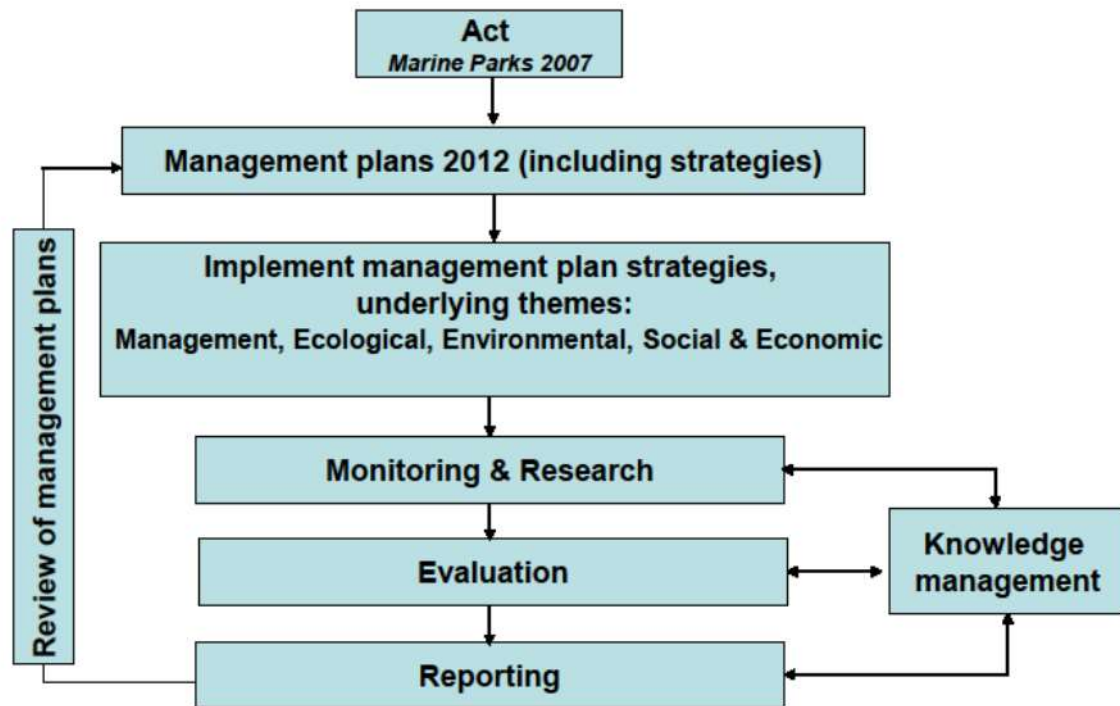 Act
Marine Parks 2007
Management plans 2012 (including strategies)
Implement management plan strategies,
underlying themes:
Management, Ecological, Environmental, Social & Economic
Monitoring & Research
Evaluation
Reporting
Knowledge
management
Review of management plans